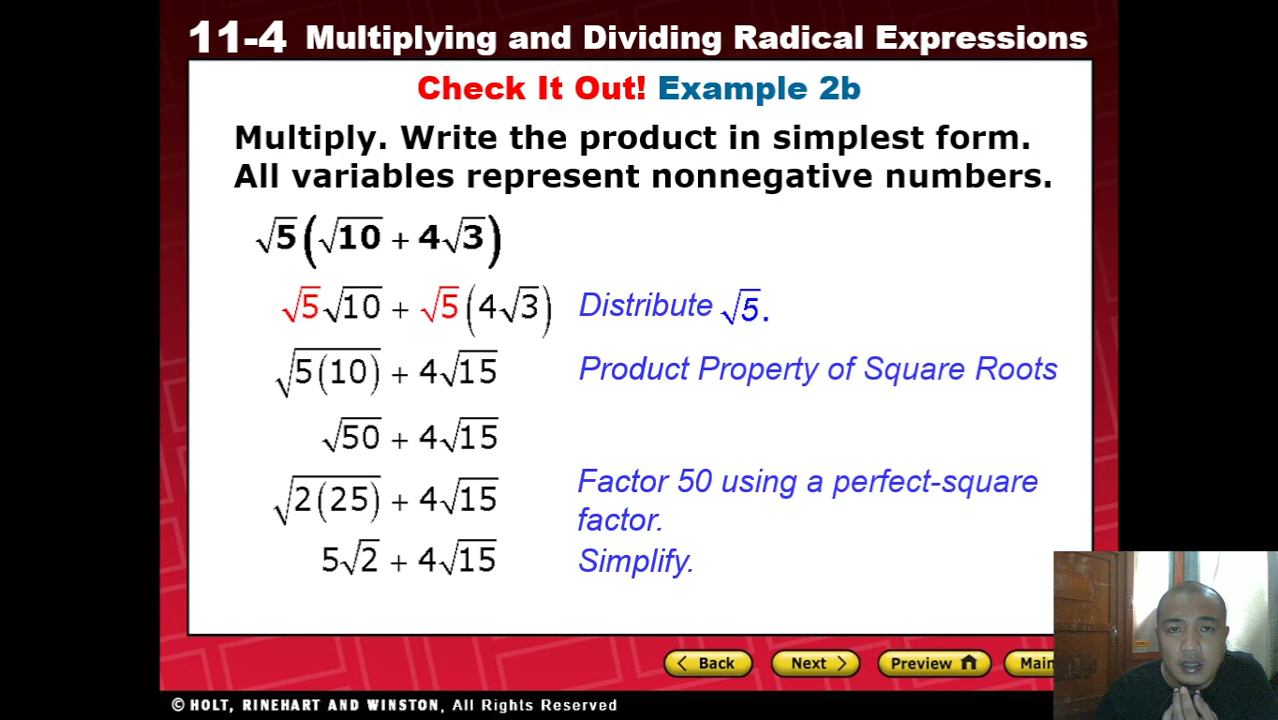 11-4 Multiplying and Dividing Radical Expressions
Check It Out! Example 2b
Multiply. Write the product in simplest form.
All variables represent nonnegative numbers.
√5(√10 + 4√3)
√5√10 + √5(4√3) Distribute √5.
√(5(10)) + 4√15 Product Property of Square Roots
√50 + 4√15
√(2(25)) + 4√15 Factor 50 using a perfect-square
factor.
5√2 + 4√15 Simplify.
< Back Next > Preview Main
© HOLT, RINEHART AND WINSTON, All Rights Reserved